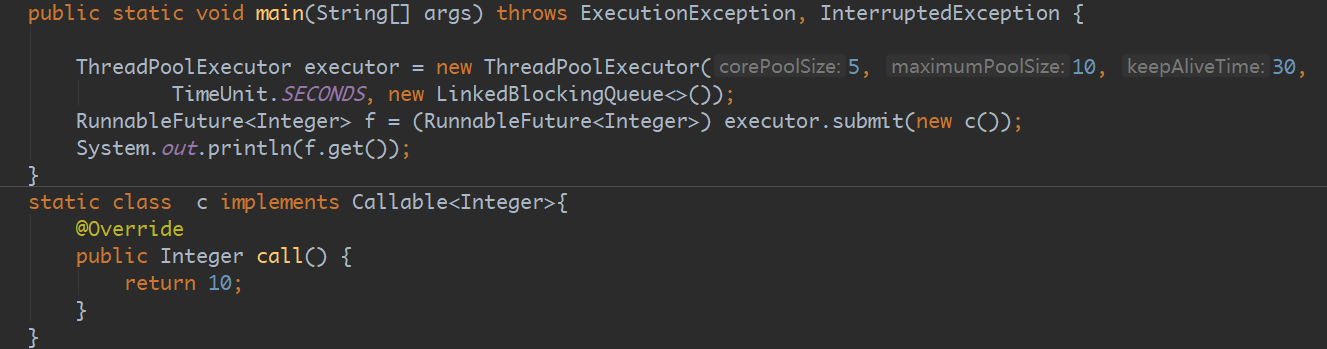 public static void main(String[] args) throws ExecutionException, InterruptedException {
ThreadPoolExecutor executor = new ThreadPoolExecutor( corePoolSize: 5, maximumPoolSize: 10, keepAliveTime: 30,
TimeUnit.SECONDS, new LinkedBlockingQueue<>());
RunnableFuture<Integer> f = (RunnableFuture<Integer>) executor.submit(new c());
System.out.println(f.get());
}
static class  c implements Callable<Integer>{
@Override
public Integer call() {
return 10;
}
}